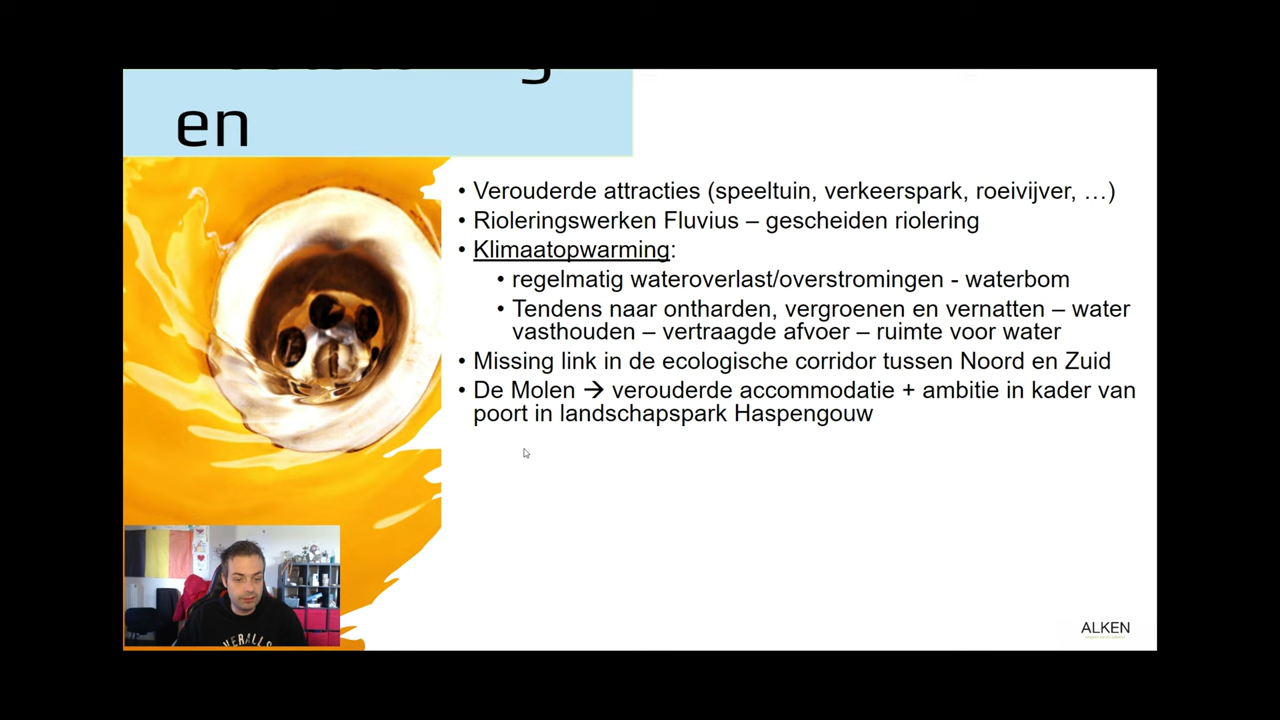 en
• Verouderde attracties (speeltuin, verkeerspark, roeivijver, …)
• Rioleringswerken Fluvius – gescheiden riolering
• Klimaatopwarming:
• regelmatig wateroverlast/overstromingen - waterbom
• Tendens naar ontharden, vergroenen en vernatten – water
vasthouden – vertraagde afvoer – ruimte voor water
• Missing link in de ecologische corridor tussen Noord en Zuid
• De Molen → verouderde accommodatie + ambitie in kader van
poort in landschapspark Haspengouw
ALKEN